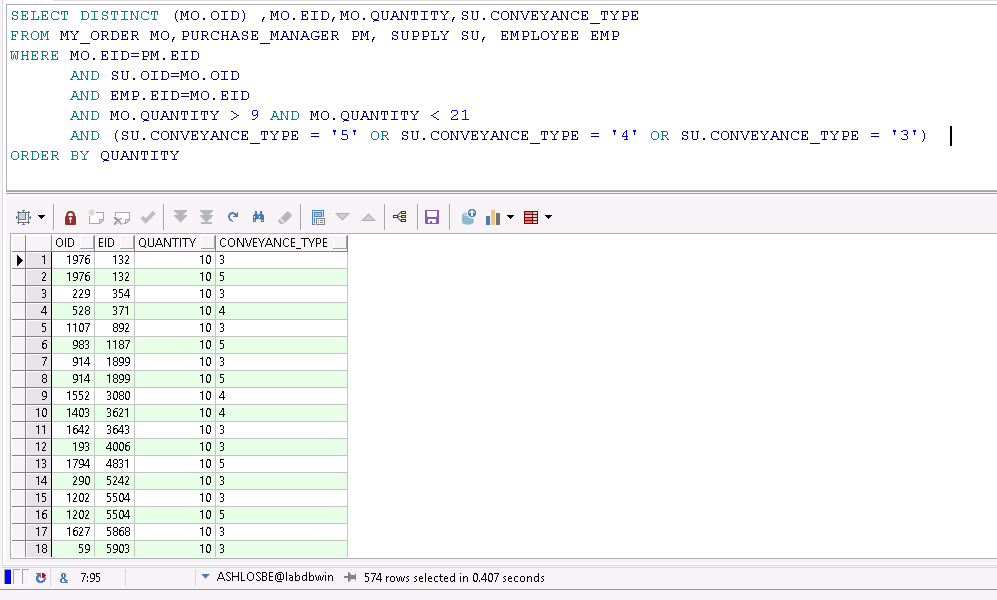 SELECT DISTINCT (MO.OID) ,MO.EID,MO.QUANTITY,SU.CONVEYANCE_TYPE
FROM MY_ORDER MO,PURCHASE_MANAGER PM, SUPPLY SU, EMPLOYEE EMP
WHERE MO.EID=PM.EID
AND SU.OID=MO.OID
AND EMP.EID=MO.EID
AND MO.QUANTITY > 9 AND MO.QUANTITY < 21
AND (SU.CONVEYANCE_TYPE = '5' OR SU.CONVEYANCE_TYPE = '4' OR SU.CONVEYANCE_TYPE = '3')
ORDER BY QUANTITY
OID EID QUANTITY CONVEYANCE_TYPE
1 1976 132 10 3
2 1976 132 10 5
3 229 354 10 3
4 528 371 10 4
5 1107 892 10 3
6 983 1187 10 5
7 914 1899 10 3
8 914 1899 10 5
9 1552 3080 10 4
10 1403 3621 10 4
11 1642 3643 10 3
12 193 4006 10 3
13 1794 4831 10 5
14 290 5242 10 3
15 1202 5504 10 3
16 1202 5504 10 5
17 1627 5868 10 3
18 59 5903 10 3
& 7:95 ASHLOSBE@labdbwin 574 rows selected in 0.407 seconds